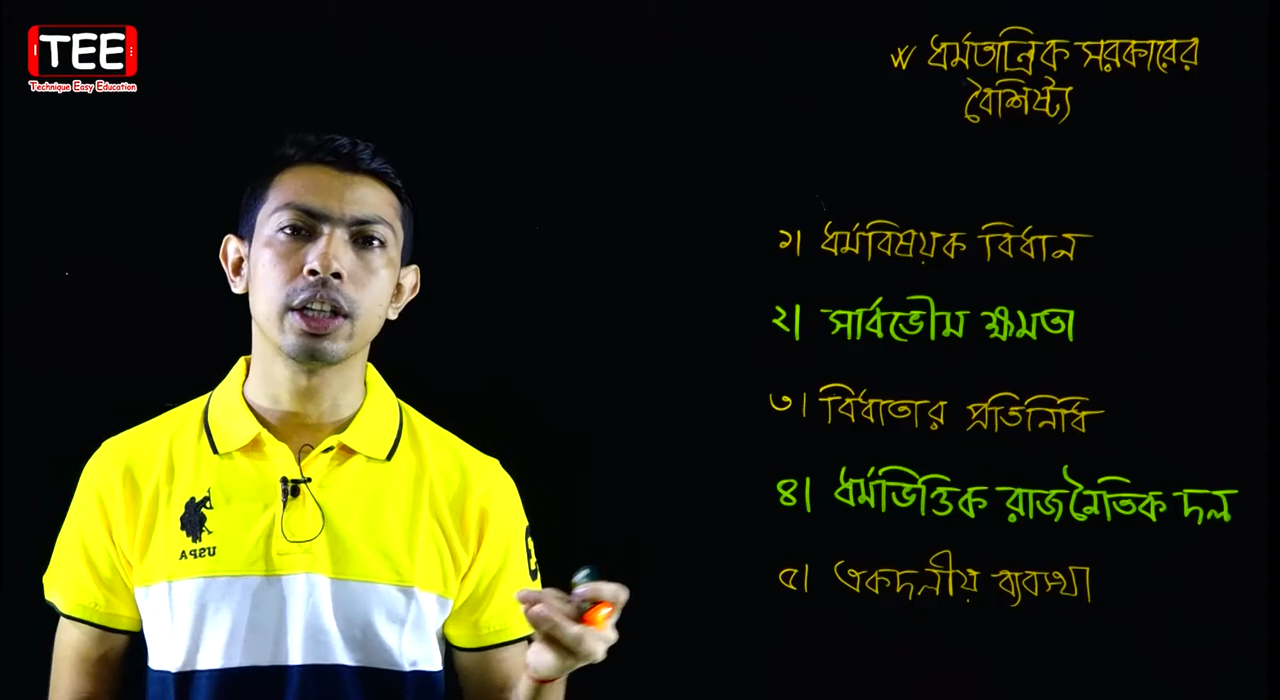 TEE
Technique Easy Education
ধর্মতান্ত্রিক সরকারের
বৈশিষ্ট্য
১। ধর্মবিষয়ক বিধান
২। সার্বভৌম ক্ষমতা
৩। বিধাতার প্রতিনিধি
৪। ধর্মভিত্তিক রাজনৈতিক দল
৫। একদলীয় ব্যবস্থা
USPA